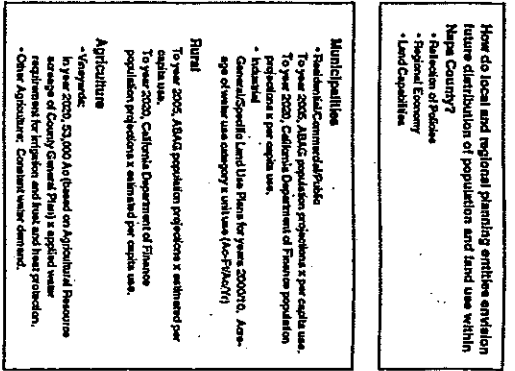 How do local and regional planning entities envision
future distribution of population and land use within
Napa County?
• Reflection of Policies
• Regional Economy
• Land Capabilities
Municipalities
• Residential/Commercial/Public
To year 2005, ABAG population projections x per capita use.
To year 2020, California Department of Finance population
projections x per capita use.
• Industrial
General/Specific Land Use Plans for years 2000/10, Acre-
age of water use category x unit use (Ac-Ft/Ac/Yr)
Rural
To year 2005, ABAG population projections x estimated per
capita use.
To year 2020, California Department of Finance
population projections x estimated per capita use.
Agriculture
• Vineyards:
In year 2020, 53,000 Ac (based on Agricultural Resource
acreage of County General Plan) x applied water
requirement for irrigation and frost and heat protection.
• Other Agriculture: Constant water demand.